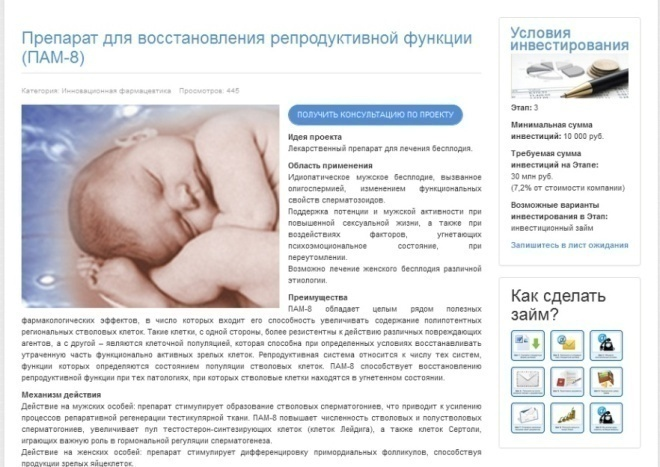 Препарат для восстановления репродуктивной функции
(ПАМ-8)
Категория: Инновационная фармацевтика Просмотров: 445
ПОЛУЧИТЬ КОНСУЛЬТАЦИЮ ПО ПРОЕКТУ
Идея проекта
Лекарственный препарат для лечения бесплодия.
Область применения
Идиопатическое мужское бесплодие, вызванное
олигоспермией, изменением функциональных
свойств сперматозоидов.
Поддержка потенции и мужской активности при
повышенной сексуальной жизни, а также при
воздействиях факторов, угнетающих
психоэмоциональное состояние, при
переутомлении.
Возможно лечение женского бесплодия различной
этиологии.
Преимущества
ПАМ-8 обладает целым рядом полезных
фармакологических эффектов, в число которых входит его способность увеличивать содержание полипотентных
региональных стволовых клеток. Такие клетки, с одной стороны, более резистентны к действию различных повреждающих
агентов, а с другой – являются клеточной популяцией, которая способна при определенных условиях восстанавливать
утраченную часть функционально активных зрелых клеток. Репродуктивная система относится к числу тех систем,
функции которых определяются состоянием популяции стволовых клеток. ПАМ-8 способствует восстановлению
репродуктивной функции при тех патологиях, при которых стволовые клетки находятся в угнетенном состоянии.
Механизм действия
Действие на мужских особей: препарат стимулирует образование стволовых сперматогониев, что приводит к усилению
процессов репаративной регенерации тестикулярной ткани. ПАМ-8 повышает численность стволовых и полустволовых
сперматогониев, увеличивает пул тестостерон-синтезирующих клеток (клеток Лейдига), а также клеток Сертоли,
играющих важную роль в гормональной регуляции сперматогенеза.
Действие на женских особей: препарат стимулирует дифференцировку примордиальных фолликулов, способствуя
продукции зрелых яйцеклеток.
Условия
инвестирования
Этап: 3
Минимальная сумма
инвестиций: 10 000 руб.
Требуемая сумма
инвестиций на Этапе:
30 млн руб.
(7,2% от стоимости компании)
Возможные варианты
инвестирования в Этап:
инвестиционный займ
Запишитесь в лист ожидания
Как сделать
займ?